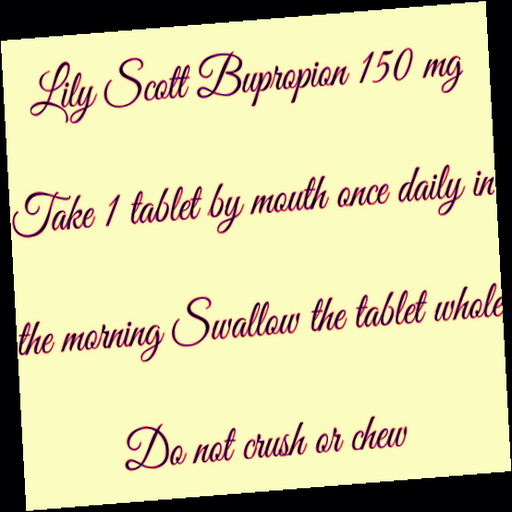 Lily Scott Bupropion 150 mg
Take 1 tablet by mouth once daily in
the morning Swallow the tablet whole
Do not crush or chew